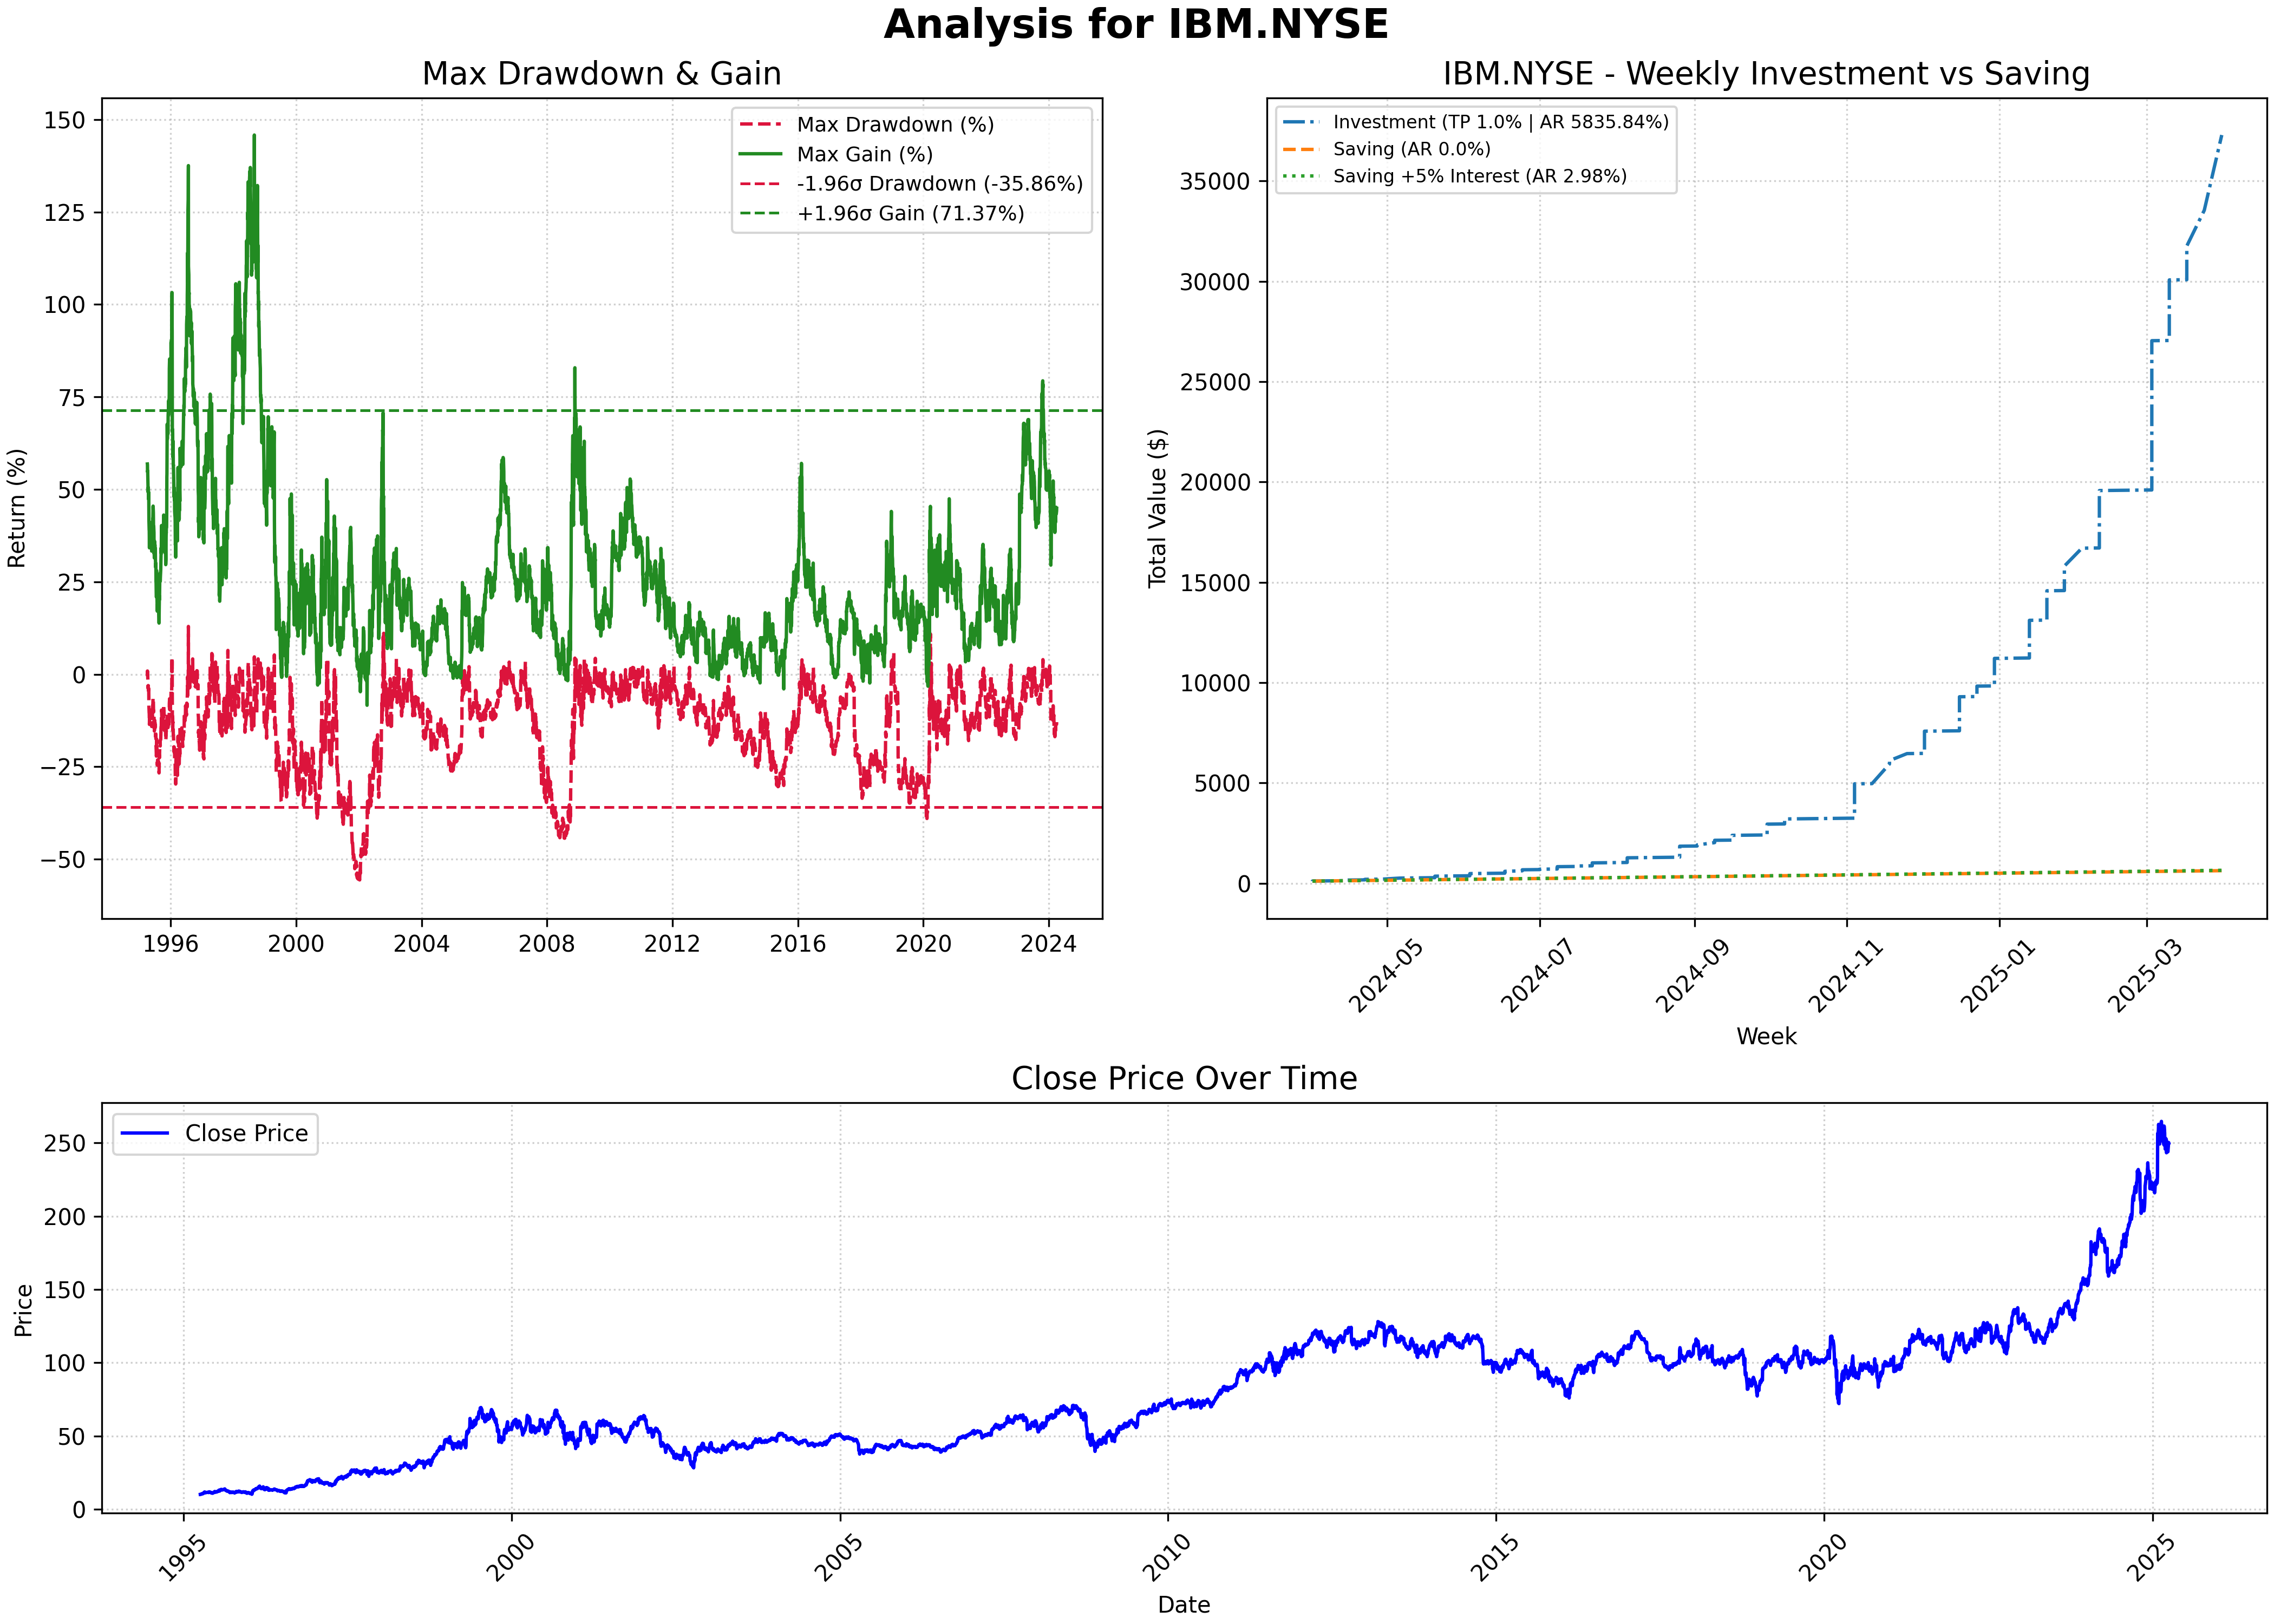 Analysis for IBM.NYSE
Max Drawdown & Gain
Max Drawdown (%)
Max Gain (%)
-1.96σ Drawdown (-35.86%)
+1.96σ Gain (71.37%)
Return (%)
150
125
100
75
50
25
0
−25
−50
1996 2000 2004 2008 2012 2016 2020 2024
IBM.NYSE - Weekly Investment vs Saving
Investment (TP 1.0% | AR 5835.84%)
Saving (AR 0.0%)
Saving +5% Interest (AR 2.98%)
Total Value ($)
35000
30000
25000
20000
15000
10000
5000
0
2024-05 2024-07 2024-09 2024-11 2025-01 2025-03
Week
Close Price Over Time
Close Price
Price
250
200
150
100
50
0
1995 2000 2005 2010 2015 2020 2025
Date